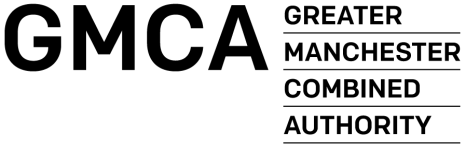 GMCA
GREATER
MANCHESTER
COMBINED
AUTHORITY